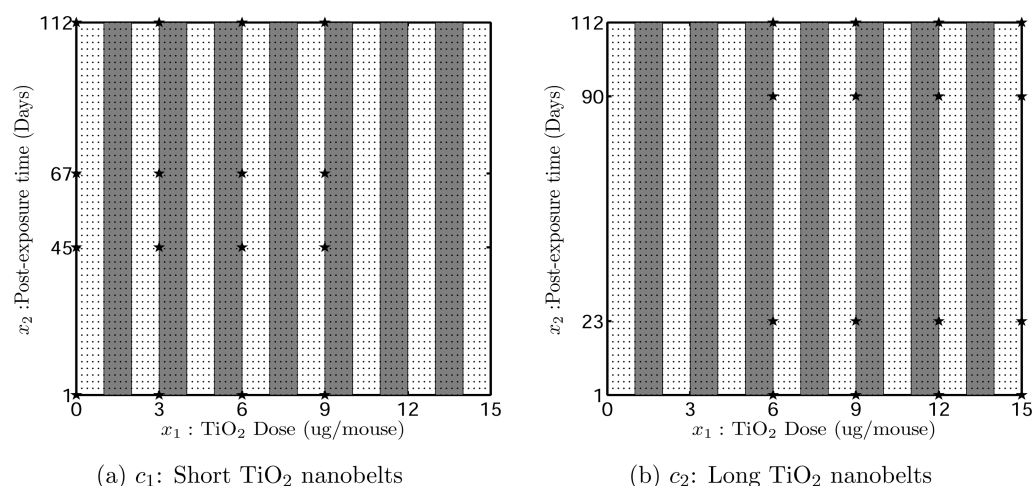 112
67
45
1
0 3 6 9 12 15
x₂ :Post-exposure time (Days)
x₁ : TiO₂ Dose (ug/mouse)
(a) c₁: Short TiO₂ nanobelts
112
90
23
1
0 3 6 9 12 15
x₂ :Post-exposure time (Days)
x₁ : TiO₂ Dose (ug/mouse)
(b) c₂: Long TiO₂ nanobelts